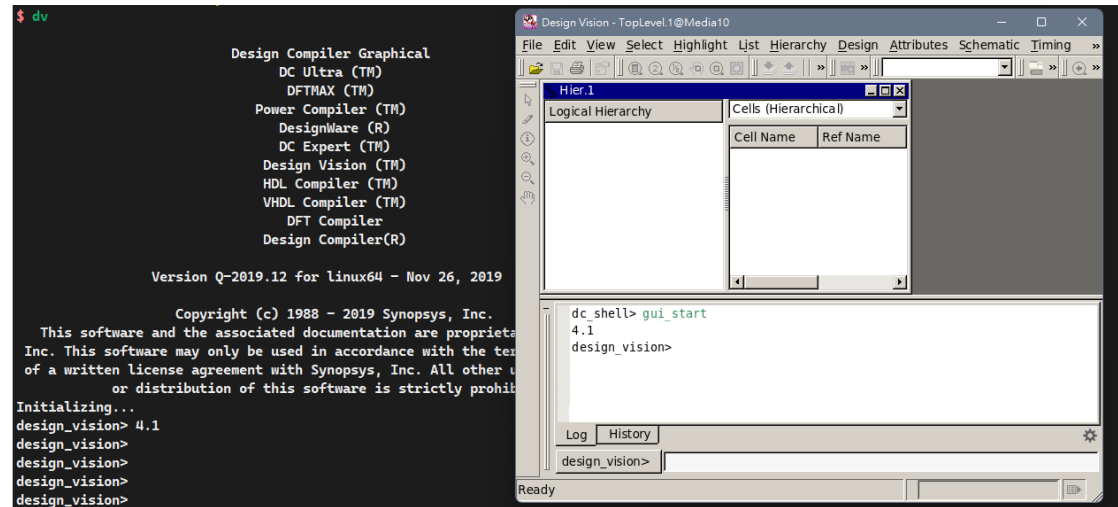 $ dv
Design Compiler Graphical
DC Ultra (TM)
DFTMAX (TM)
Power Compiler (TM)
DesignWare (R)
DC Expert (TM)
Design Vision (TM)
HDL Compiler (TM)
VHDL Compiler (TM)
DFT Compiler
Design Compiler(R)
Version Q-2019.12 for linux64 - Nov 26, 2019
Copyright (c) 1988 - 2019 Synopsys, Inc.
This software and the associated documentation are proprieta
Inc. This software may only be used in accordance with the ter
of a written license agreement with Synopsys, Inc. All other u
or distribution of this software is strictly prohib
Initializing...
design_vision> 4.1
design_vision>
design_vision>
design_vision>
design_vision>
Design Vision - TopLevel.1@Media10
File Edit View Select Highlight List Hierarchy Design Attributes Schematic Timing »
Hier.1
Logical Hierarchy
Cells (Hierarchical)
Cell Name Ref Name
dc_shell> gui_start
4.1
design_vision>
Log History
design_vision>
Ready